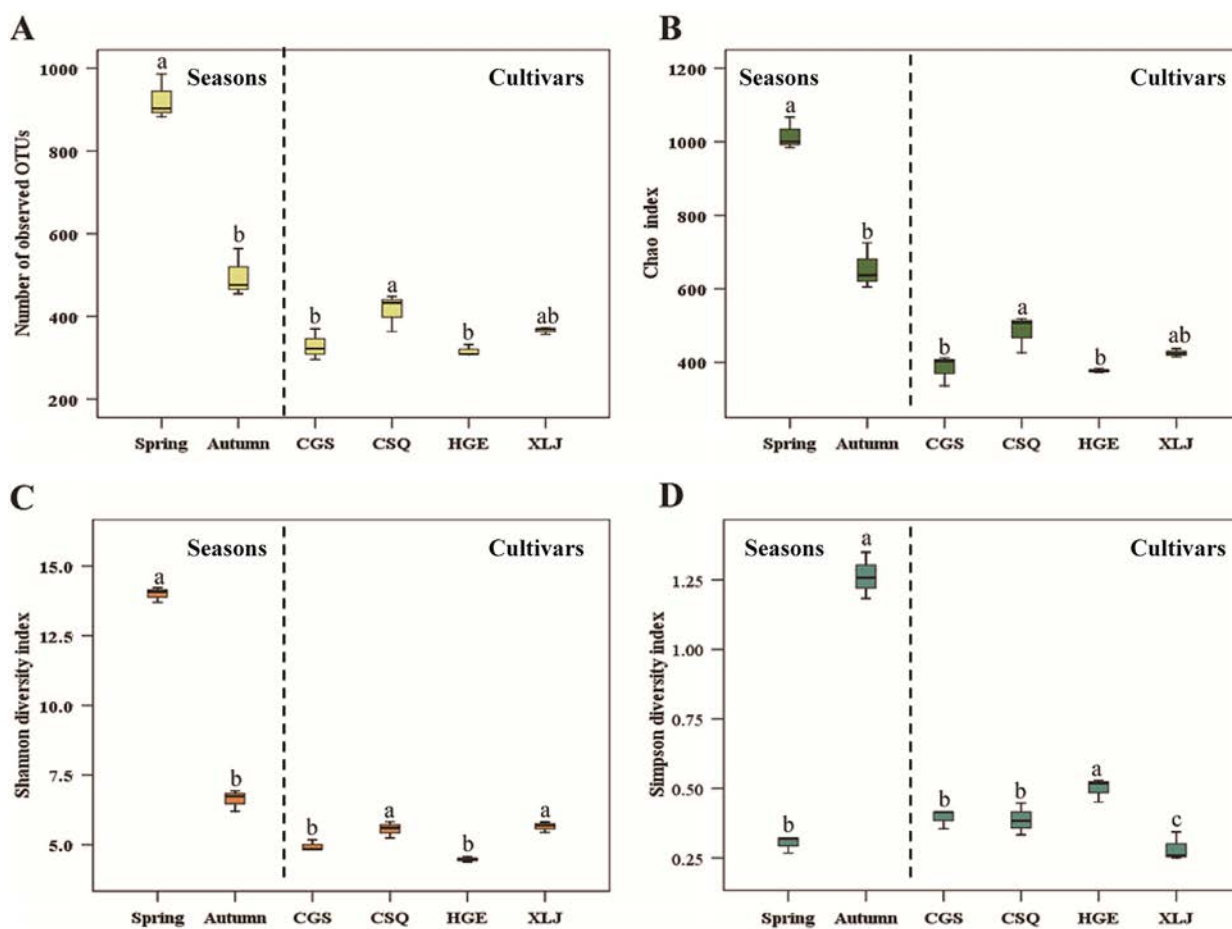 A
Number of observed OTUs
1000
800
600
400
200
Seasons
Cultivars
a
b
b
a
b
ab
Spring
Autumn
CGS
CSQ
HGE
XLJ
B
Chao index
1200
1000
800
600
400
Seasons
Cultivars
a
b
b
a
b
ab
Spring
Autumn
CGS
CSQ
HGE
XLJ
C
Shannon diversity index
15.0
12.5
10.0
7.5
5.0
Seasons
Cultivars
a
b
b
a
b
a
Spring
Autumn
CGS
CSQ
HGE
XLJ
D
Simpson diversity index
1.25
1.00
0.75
0.50
0.25
Seasons
Cultivars
b
a
b
b
a
c
Spring
Autumn
CGS
CSQ
HGE
XLJ